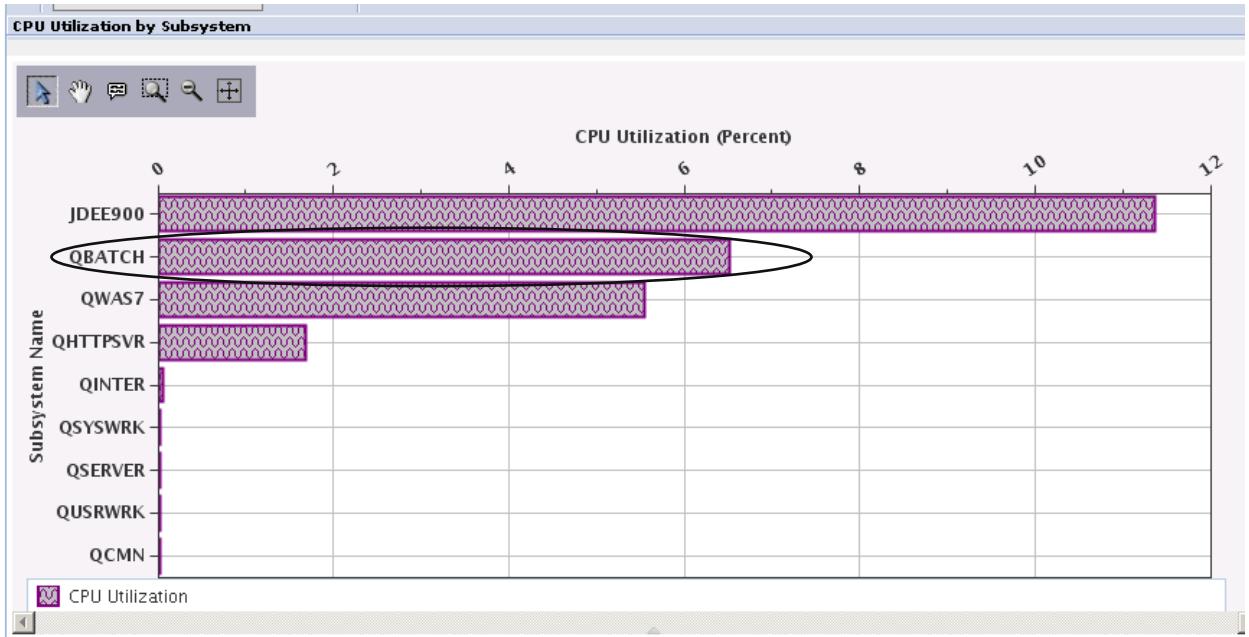 CPU Utilization by Subsystem
CPU Utilization (Percent)
0 2 4 6 8 10 12
Subsystem Name
JDEE900
QBATCH
QWAS7
QHTTPSVR
QINTER
QSYSWRK
QSERVER
QUSRWRK
QCMN
CPU Utilization